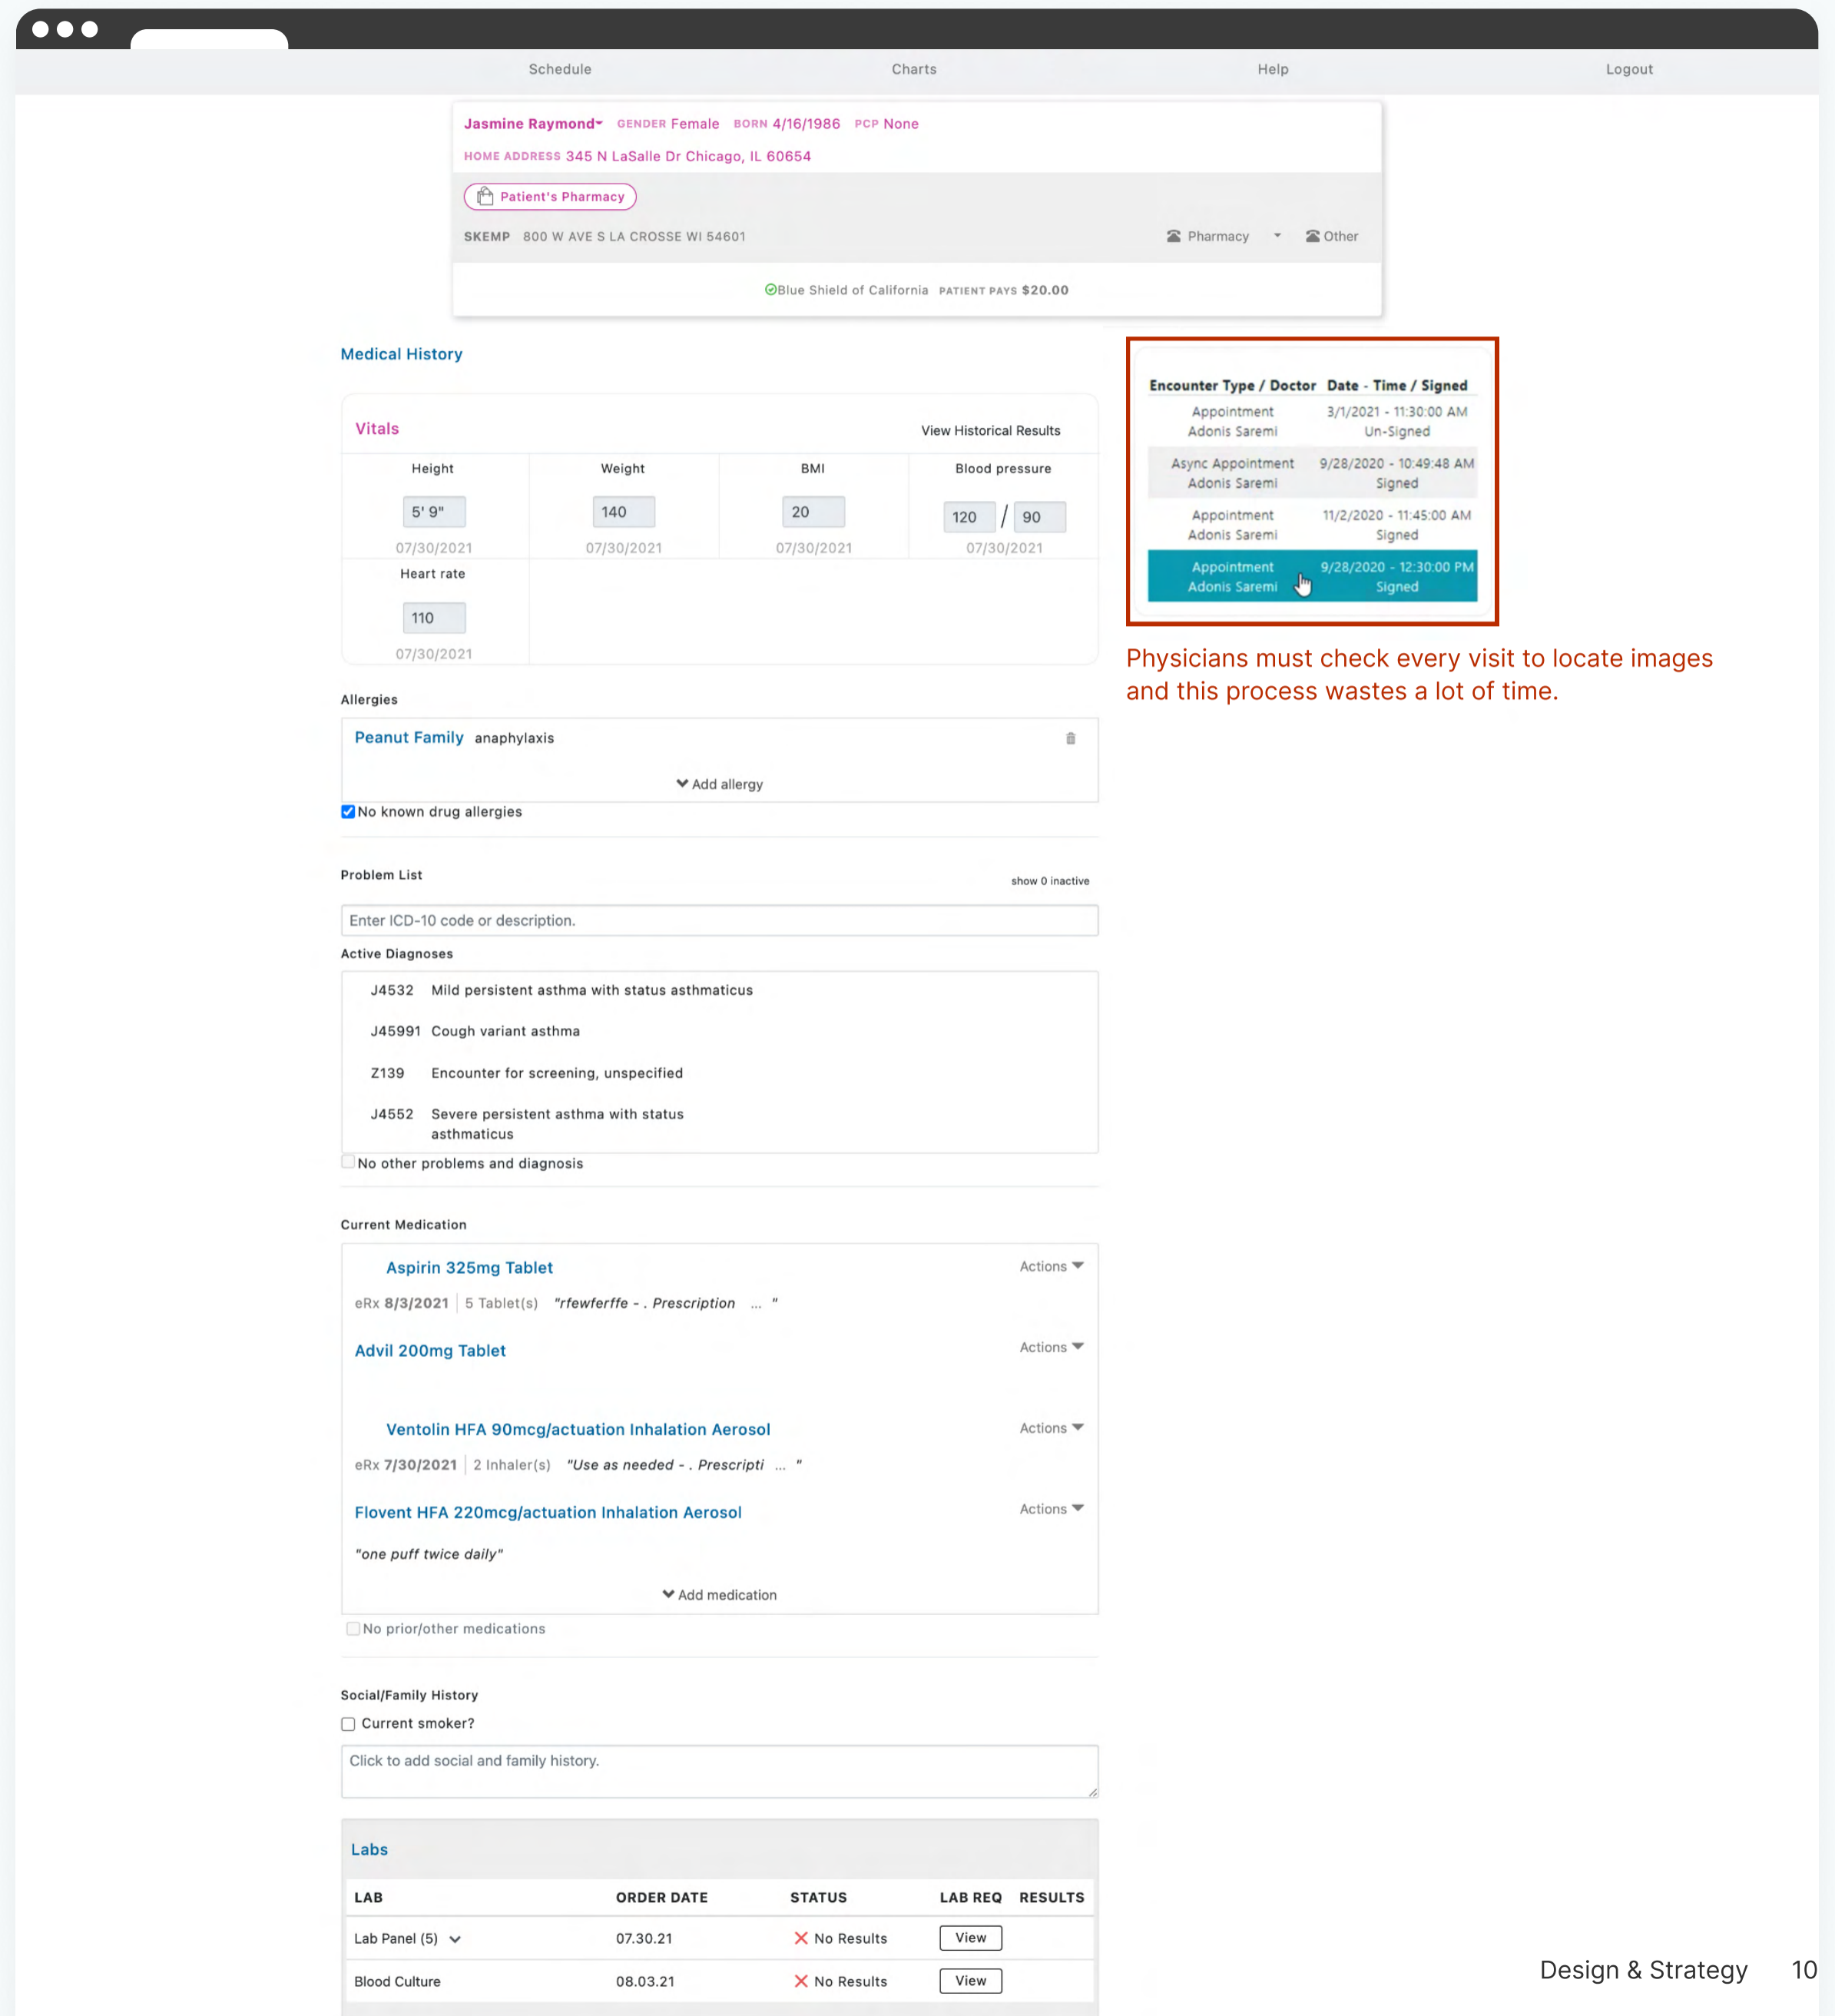 Schedule Charts Help Logout
Jasmine Raymond GENDER Female BORN 4/16/1986 PCP None
HOME ADDRESS 345 N LaSalle Dr Chicago, IL 60654
Patient's Pharmacy
SKEMP 800 W AVE S LA CROSSE WI 54601 Pharmacy Other
Blue Shield of California PATIENT PAYS $20.00
Medical History
Vitals View Historical Results
Height Weight BMI Blood pressure
5' 9" 140 20 120 / 90
07/30/2021 07/30/2021 07/30/2021 07/30/2021
Heart rate
110
07/30/2021
Encounter Type / Doctor Date - Time / Signed
Appointment 3/1/2021 - 11:30:00 AM
Adonis Saremi Un-Signed
Async Appointment 9/28/2020 - 10:49:48 AM
Adonis Saremi Signed
Appointment 11/2/2020 - 11:45:00 AM
Adonis Saremi Signed
Appointment 9/28/2020 - 12:30:00 PM
Adonis Saremi Signed
Physicians must check every visit to locate images
and this process wastes a lot of time.
Allergies
Peanut Family anaphylaxis
Add allergy
No known drug allergies
Problem List show 0 inactive
Enter ICD-10 code or description.
Active Diagnoses
J4532 Mild persistent asthma with status asthmaticus
J45991 Cough variant asthma
Z139 Encounter for screening, unspecified
J4552 Severe persistent asthma with status
asthmaticus
No other problems and diagnosis
Current Medication
Aspirin 325mg Tablet Actions
eRx 8/3/2021 5 Tablet(s) "rfewferffe - . Prescription ... "
Advil 200mg Tablet Actions
Ventolin HFA 90mcg/actuation Inhalation Aerosol Actions
eRx 7/30/2021 2 Inhaler(s) "Use as needed - . Prescripti ... "
Flovent HFA 220mcg/actuation Inhalation Aerosol Actions
"one puff twice daily"
Add medication
No prior/other medications
Social/Family History
Current smoker?
Click to add social and family history.
Labs
LAB ORDER DATE STATUS LAB REQ RESULTS
Lab Panel (5) 07.30.21 No Results View
Blood Culture 08.03.21 No Results View
Design & Strategy 10